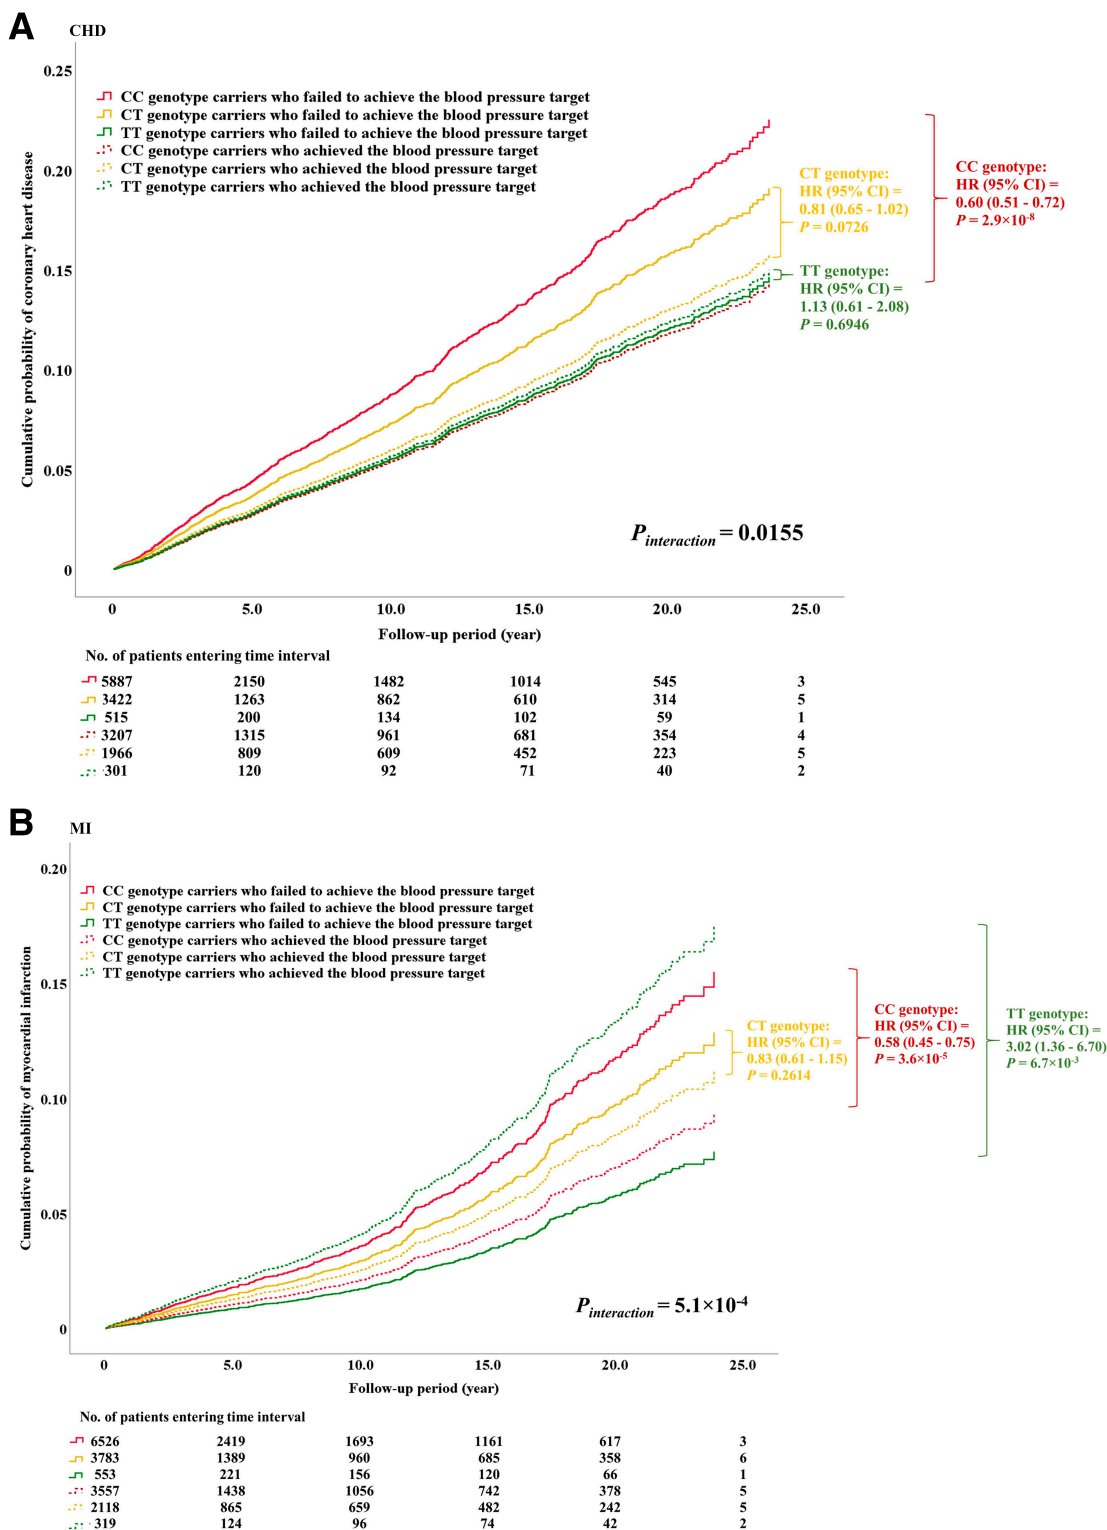 A
CHD
0.25
CC genotype carriers who failed to achieve the blood pressure target
CT genotype carriers who failed to achieve the blood pressure target
TT genotype carriers who failed to achieve the blood pressure target
CC genotype carriers who achieved the blood pressure target
CT genotype carriers who achieved the blood pressure target
TT genotype carriers who achieved the blood pressure target
0.20
0.15
0.10
0.05
0
Cumulative probability of coronary heart disease
CT genotype:
HR (95% CI) =
0.81 (0.65 - 1.02)
P = 0.0726
CC genotype:
HR (95% CI) =
0.60 (0.51 - 0.72)
P = 2.9×10-8
TT genotype:
HR (95% CI) =
1.13 (0.61 - 2.08)
P = 0.6946
Pinteraction = 0.0155
0 5.0 10.0 15.0 20.0 25.0
Follow-up period (year)
No. of patients entering time interval
5887 2150 1482 1014 545 3
3422 1263 862 610 314 5
515 200 134 102 59 1
3207 1315 961 681 354 4
1966 809 609 452 223 5
301 120 92 71 40 2
B
MI
0.20
CC genotype carriers who failed to achieve the blood pressure target
CT genotype carriers who failed to achieve the blood pressure target
TT genotype carriers who failed to achieve the blood pressure target
CC genotype carriers who achieved the blood pressure target
CT genotype carriers who achieved the blood pressure target
TT genotype carriers who achieved the blood pressure target
0.15
0.10
0.05
0
Cumulative probability of myocardial infarction
CT genotype:
HR (95% CI) =
0.83 (0.61 - 1.15)
P = 0.2614
CC genotype:
HR (95% CI) =
0.58 (0.45 - 0.75)
P = 3.6×10-5
TT genotype:
HR (95% CI) =
3.02 (1.36 - 6.70)
P = 6.7×10-3
Pinteraction = 5.1×10-4
0 5.0 10.0 15.0 20.0 25.0
Follow-up period (year)
No. of patients entering time interval
6526 2419 1693 1161 617 3
3783 1389 960 685 358 6
553 221 156 120 66 1
3557 1438 1056 742 378 5
2118 865 659 482 242 5
319 124 96 74 42 2